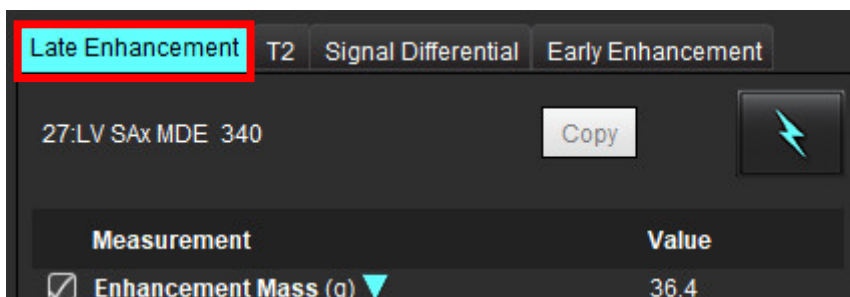 Late Enhancement T2 Signal Differential Early Enhancement
27:LV SAx MDE 340 Copy
Measurement Value
Enhancement Mass (g) 36.4